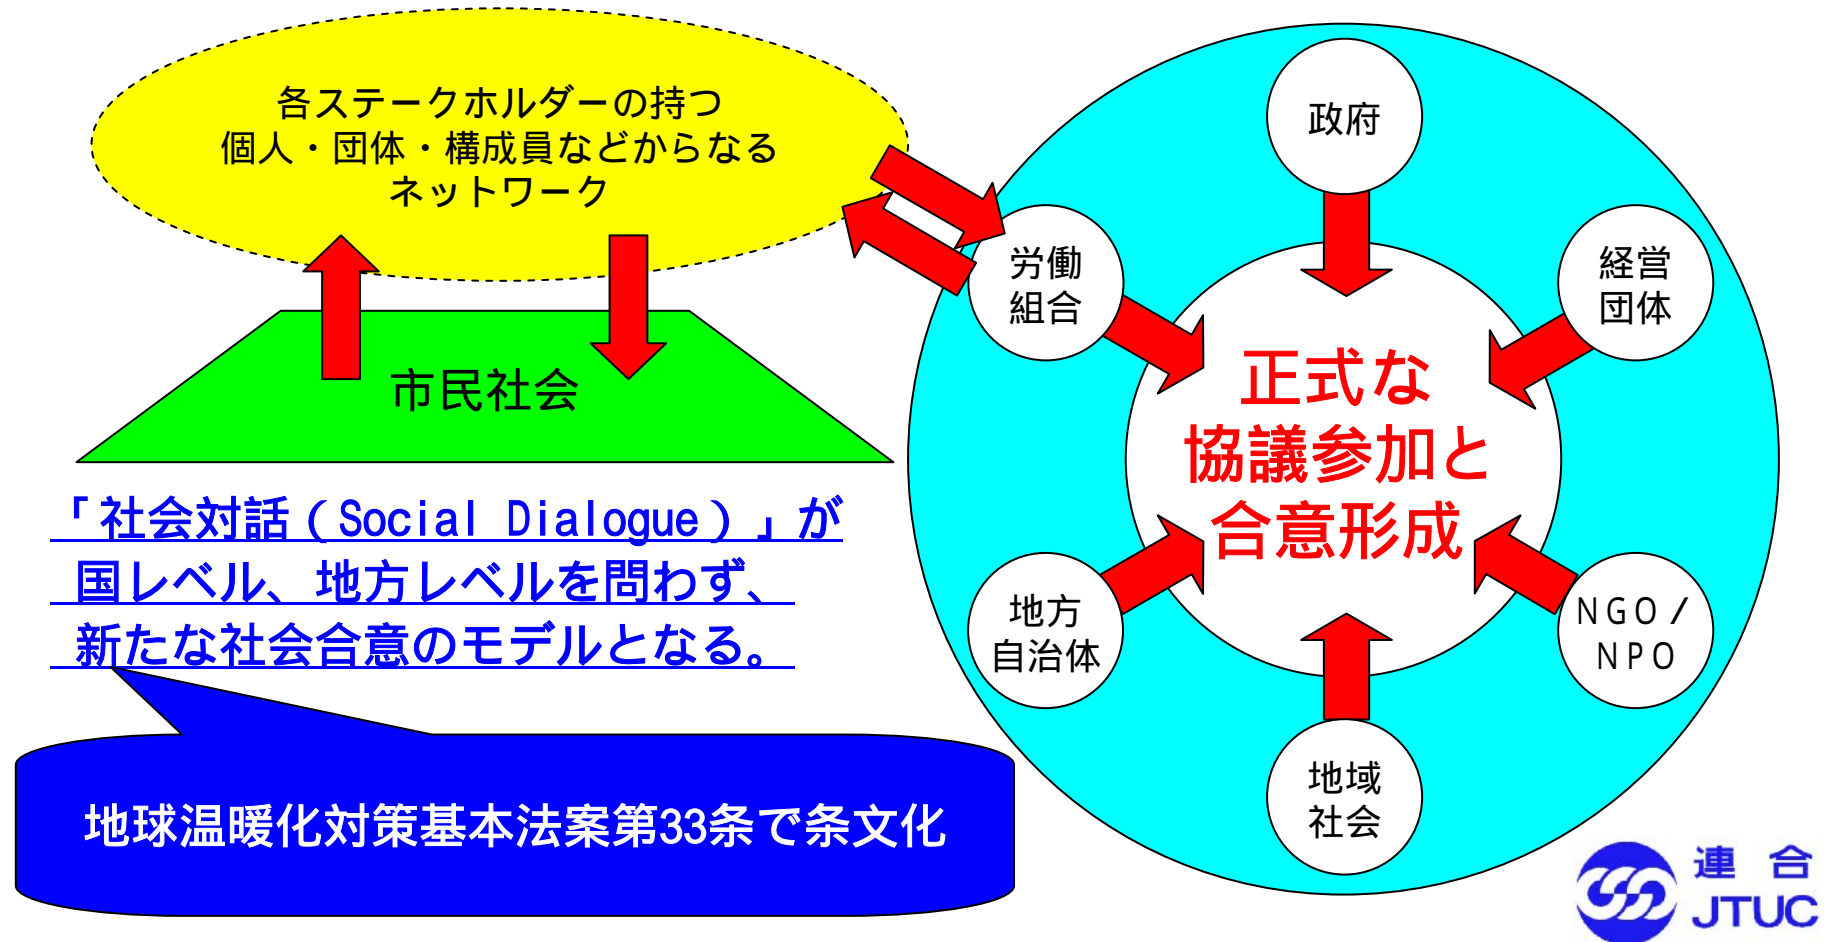 各ステークホルダーの持つ
個人・団体・構成員などからなる
ネットワーク
市民社会
「社会対話（Social Dialogue）」が
国レベル、地方レベルを問わず、
新たな社会合意のモデルとなる。
地球温暖化対策基本法案第33条で条文化
政府
労働
組合
経営
団体
正式な
協議参加と
合意形成
地方
自治体
NGO／
NPO
地域
社会
連合
JTUC